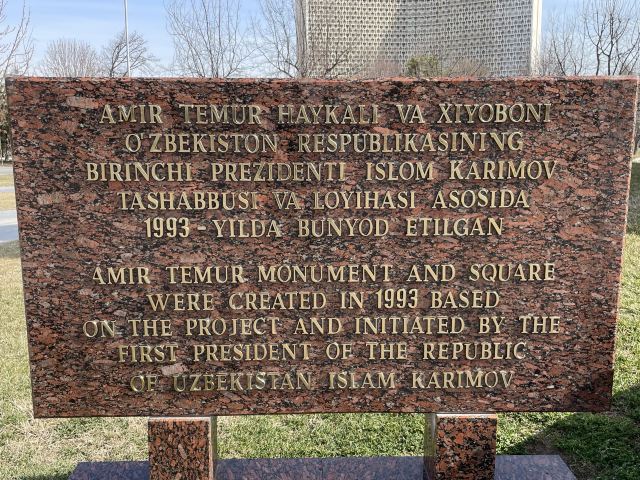 AMIR TEMUR HAYKALI VA XIYOBONI
O'ZBEKISTON RESPUBLIKASINING
BIRINCHI PREZIDENTI ISLOM KARIMOV
TASHABBUSI VA LOYIHASI ASOSIDA
1993 - YILDA BUNYOD ETILGAN
AMIR TEMUR MONUMENT AND SQUARE
WERE CREATED IN 1993 BASED
ON THE PROJECT AND INITIATED BY THE
FIRST PRESIDENT OF THE REPUBLIC
OF UZBEKISTAN ISLAM KARIMOV